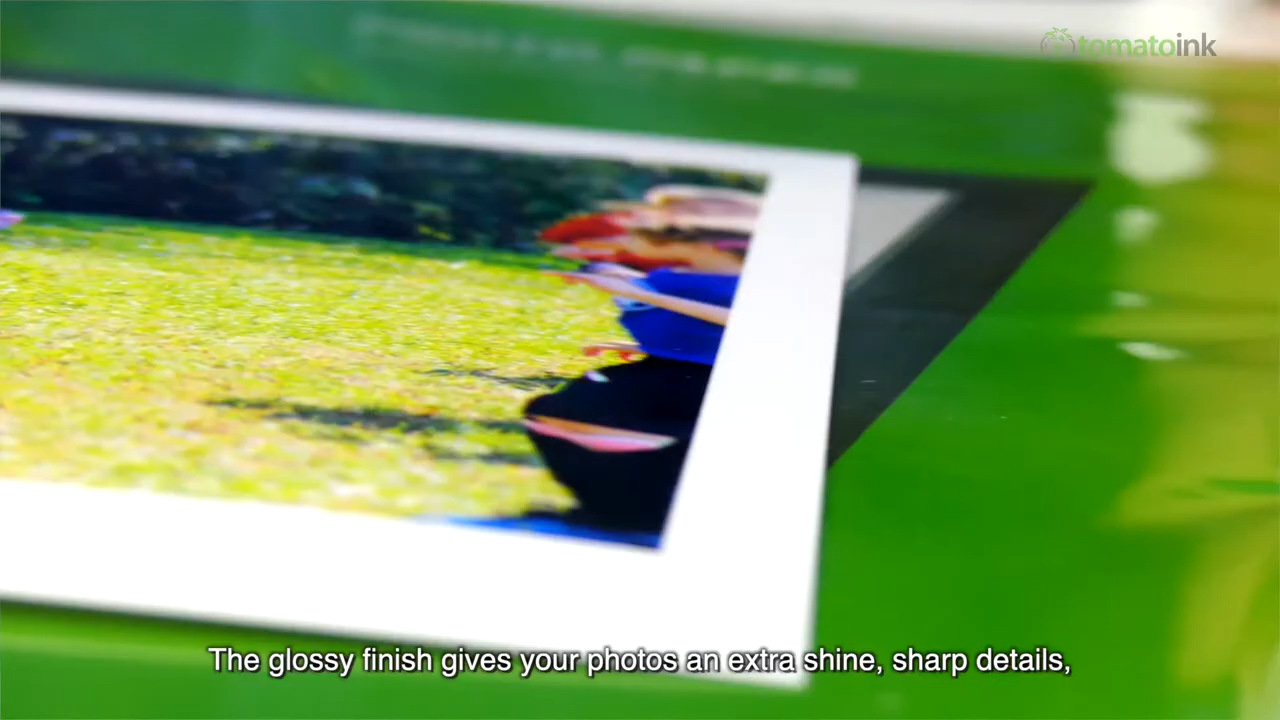 tomatoink
The glossy finish gives your photos an extra shine, sharp details,